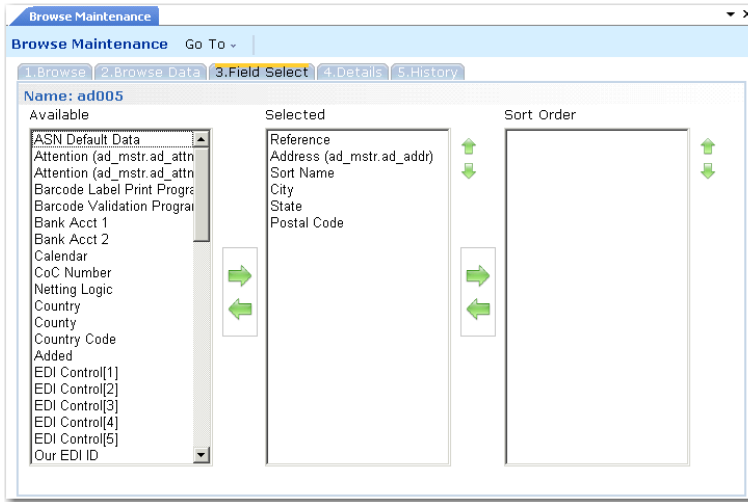 Browse Maintenance
Browse Maintenance Go To
1.Browse 2.Browse Data 3.Field Select 4.Details 5.History
Name: ad005
Available Selected Sort Order
ASN Default Data
Attention (ad_mstr.ad_attn
Attention (ad_mstr.ad_attn
Barcode Label Print Progra
Barcode Validation Program
Bank Acct 1
Bank Acct 2
Calendar
CoC Number
Netting Logic
Country
County
Country Code
Added
EDI Control[1]
EDI Control[2]
EDI Control[3]
EDI Control[4]
EDI Control[5]
Our EDI ID
Reference
Address (ad_mstr.ad_addr)
Sort Name
City
State
Postal Code